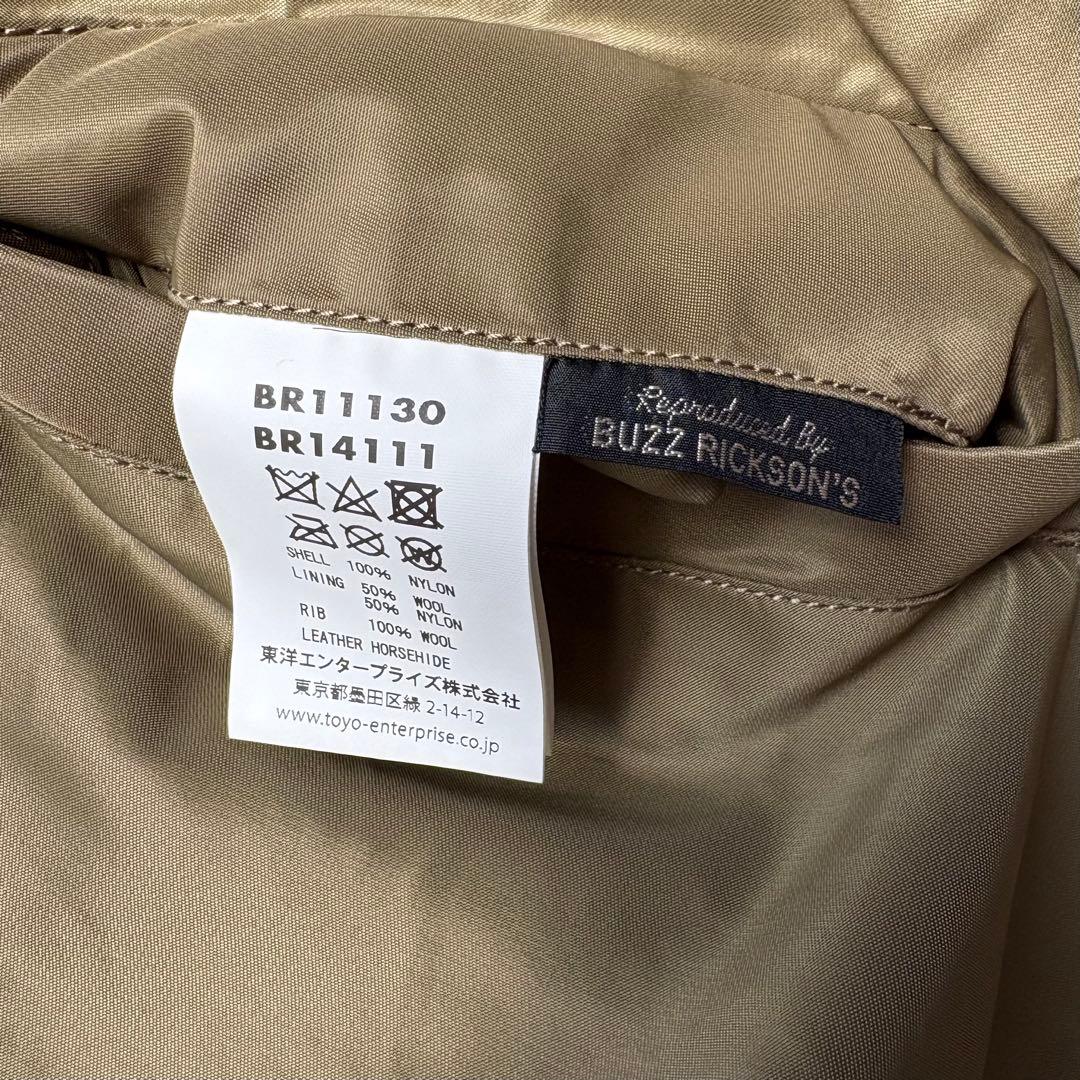 BR11130
BR14111
SHELL 100% NYLON
LINING 50% WOOL
50% NYLON
RIB 100% WOOL
LEATHER HORSEHIDE
東洋エンタープライズ株式会社
東京都墨田区緑 2-14-12
www.toyo-enterprise.co.jp
Reproduced By
BUZZ RICKSON'S